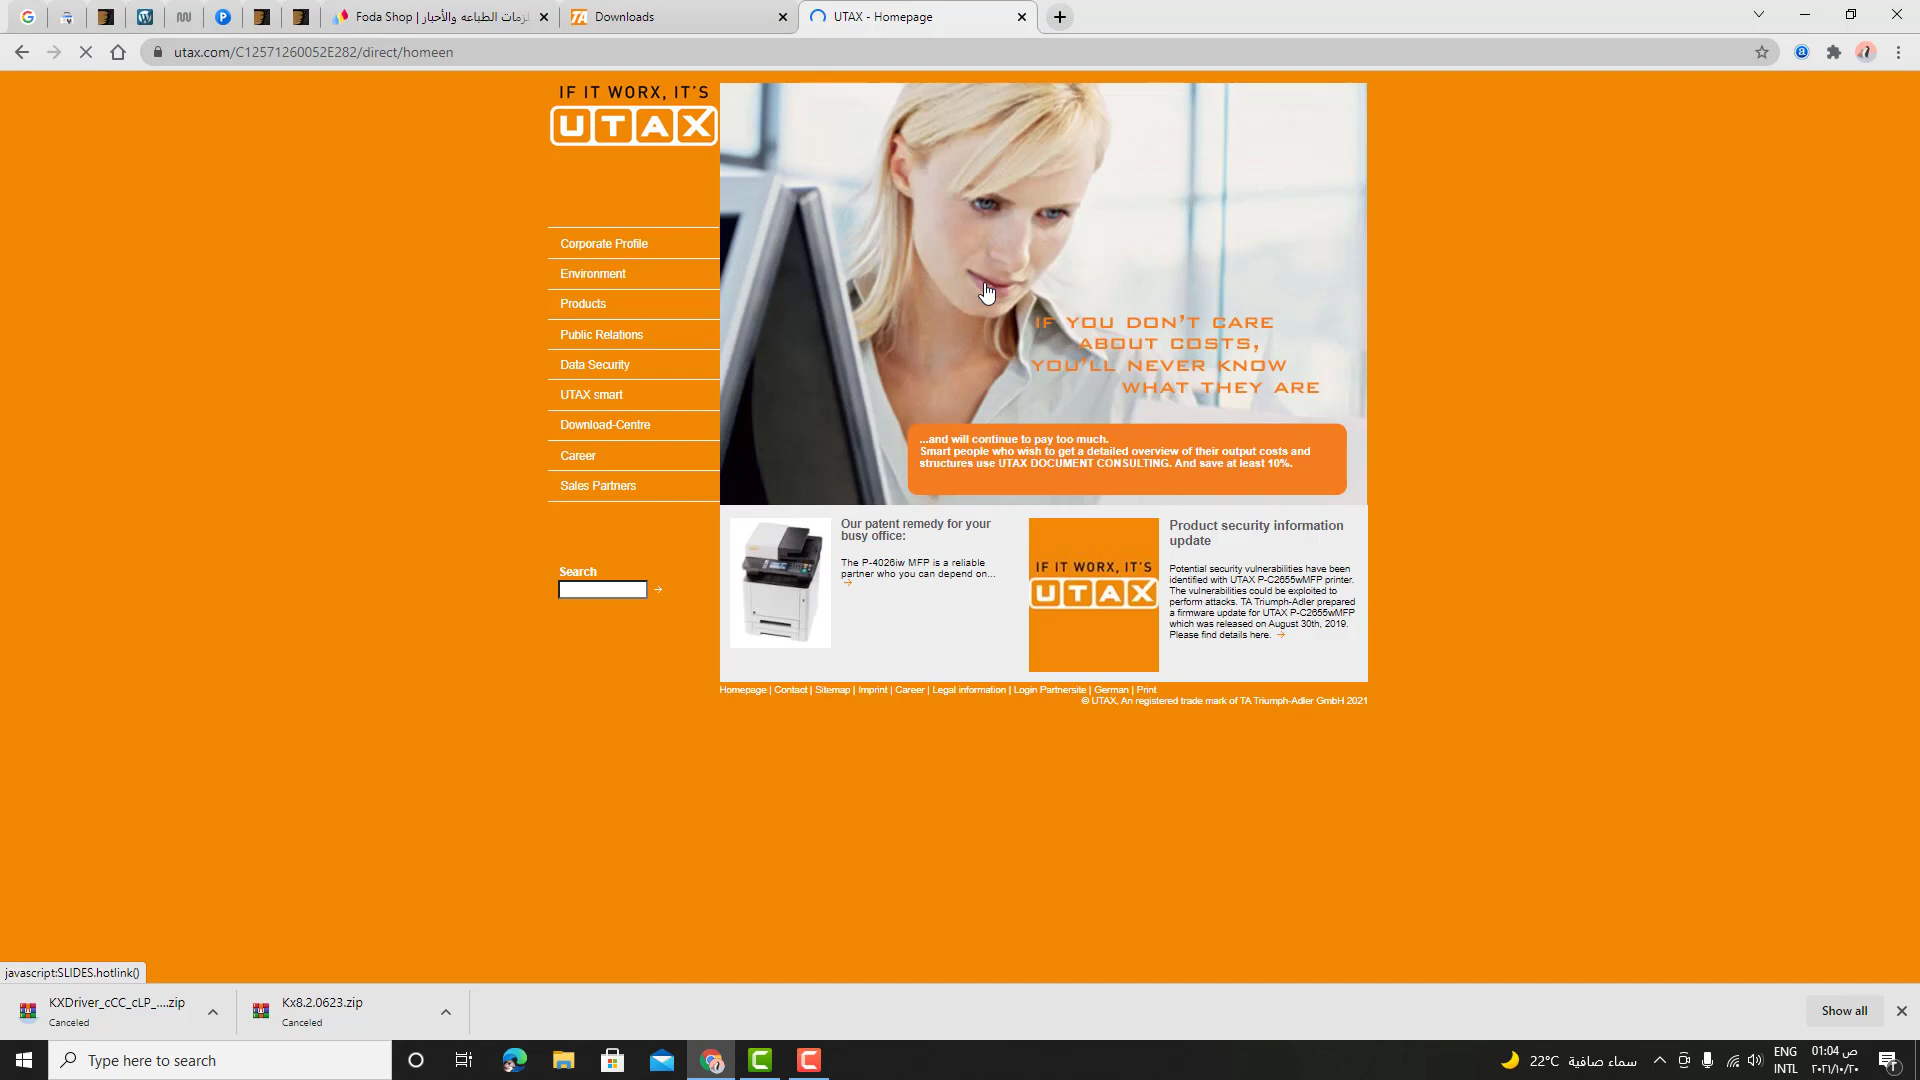 Foda Shop | لزمات الطباعه والأحبار
Downloads
UTAX - Homepage
utax.com/C12571260052E282/direct/homeen
IF IT WORX, IT'S
UTAX
Corporate Profile
Environment
Products
Public Relations
Data Security
UTAX smart
Download-Centre
Career
Sales Partners
Search
IF YOU DON'T CARE
ABOUT COSTS,
YOU'LL NEVER KNOW
WHAT THEY ARE
...and will continue to pay too much.
Smart people who wish to get a detailed overview of their output costs and
structures use UTAX DOCUMENT CONSULTING. And save at least 10%.
Our patent remedy for your
busy office:
The P-4026iw MFP is a reliable
partner who you can depend on...
IF IT WORX, IT'S
UTAX
Product security information
update
Potential security vulnerabilities have been
identified with UTAX P-C2655wMFP printer.
The vulnerabilities could be exploited to
perform attacks. TA Triumph-Adler prepared
a firmware update for UTAX P-C2655wMFP
which was released on August 30th, 2019.
Please find details here.
Homepage | Contact | Sitemap | Imprint | Career | Legal information | Login Partnersite | German | Print
© UTAX, An registered trade mark of TA Triumph-Adler GmbH 2021
javascript:SLIDES.hotlink()
KXDriver_cCC_cLP_....zip
Canceled
Kx8.2.0623.zip
Canceled
Show all
Type here to search
22°C سماء صافية
ENG
INTL
01:04 ص
٢٠٢١/١٠/٢٠